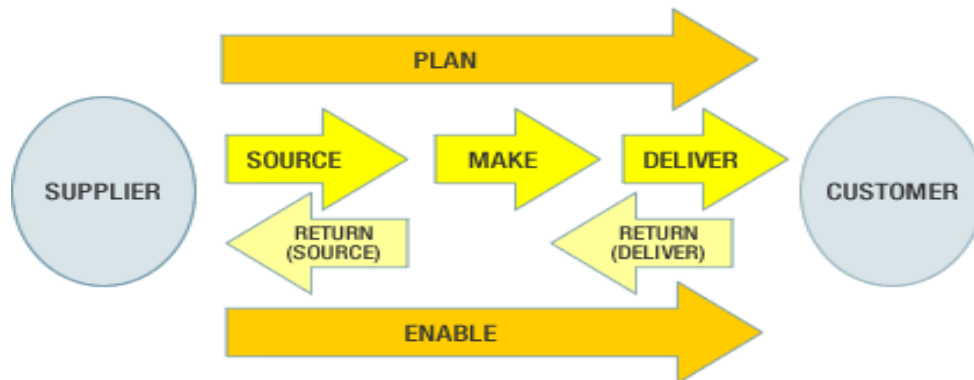 PLAN
SOURCE
MAKE
DELIVER
SUPPLIER
CUSTOMER
RETURN
(SOURCE)
RETURN
(DELIVER)
ENABLE